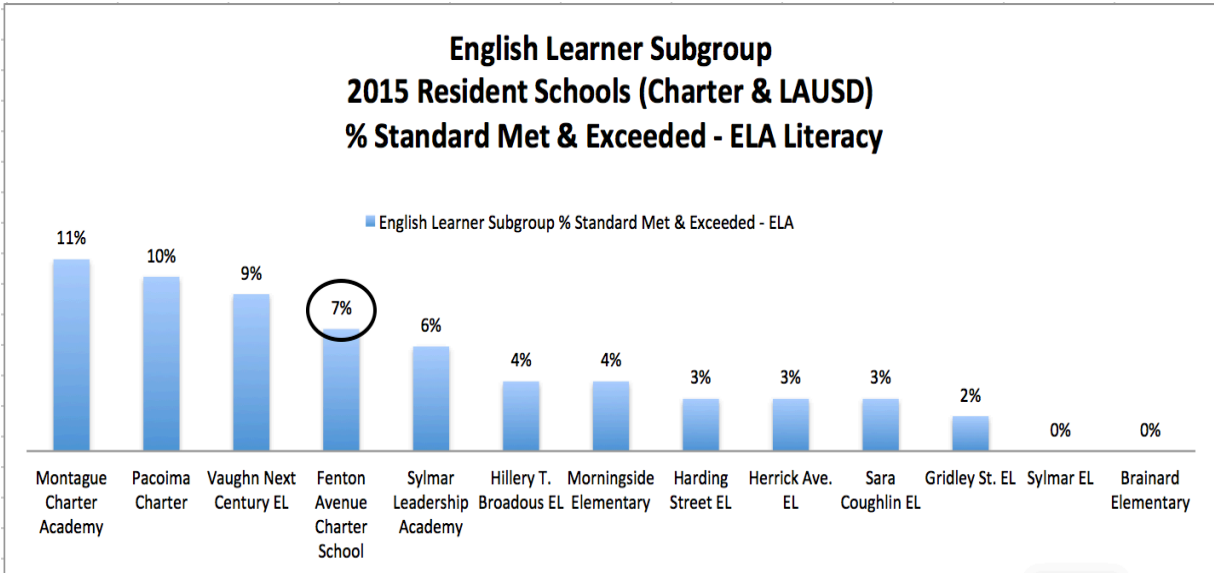 English Learner Subgroup
2015 Resident Schools (Charter & LAUSD)
% Standard Met & Exceeded - ELA Literacy
English Learner Subgroup % Standard Met & Exceeded - ELA
11%
10%
9%
7%
6%
4%
4%
3%
3%
3%
2%
0%
0%
Montague
Charter
Academy
Pacoima
Charter
Vaughn Next
Century EL
Fenton
Avenue
Charter
School
Sylmar
Leadership
Academy
Hillery T.
Broadous EL
Morningside
Elementary
Harding
Street EL
Herrick Ave.
EL
Sara
Coughlin EL
Gridley St. EL
Sylmar EL
Brainard
Elementary